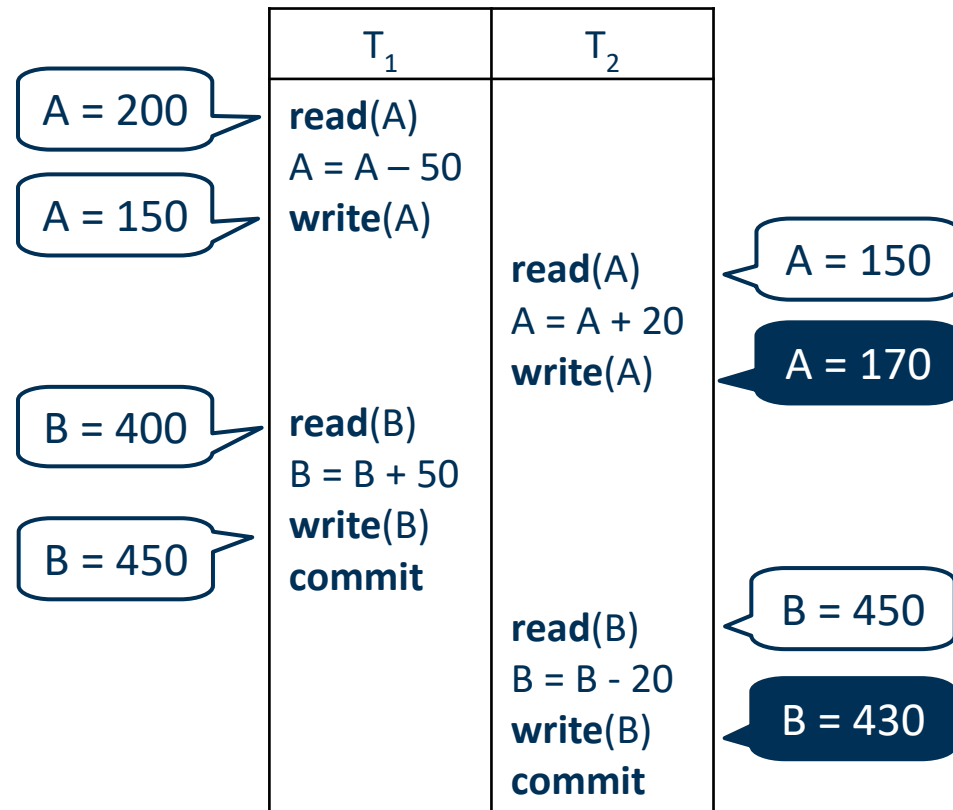 T₁
T₂
A = 200
read(A)
A = A – 50
A = 150
write(A)
read(A)
A = 150
A = A + 20
write(A)
A = 170
B = 400
read(B)
B = B + 50
write(B)
B = 450
commit
read(B)
B = 450
B = B - 20
write(B)
B = 430
commit